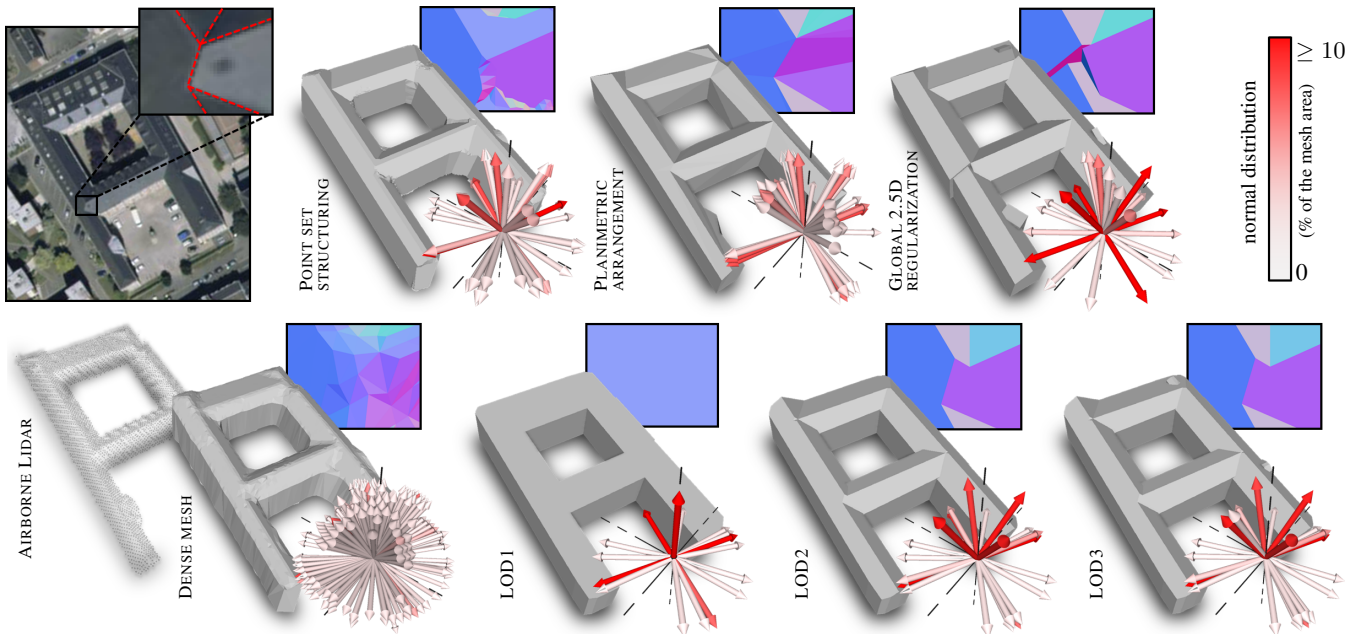 POINT SET
STRUCTURING
PLANIMETRIC
ARRANGEMENT
GLOBAL 2.5D
REGULARIZATION
normal distribution
(% of the mesh area)
≥ 10
0
AIRBORNE LIDAR
DENSE MESH
LOD1
LOD2
LOD3